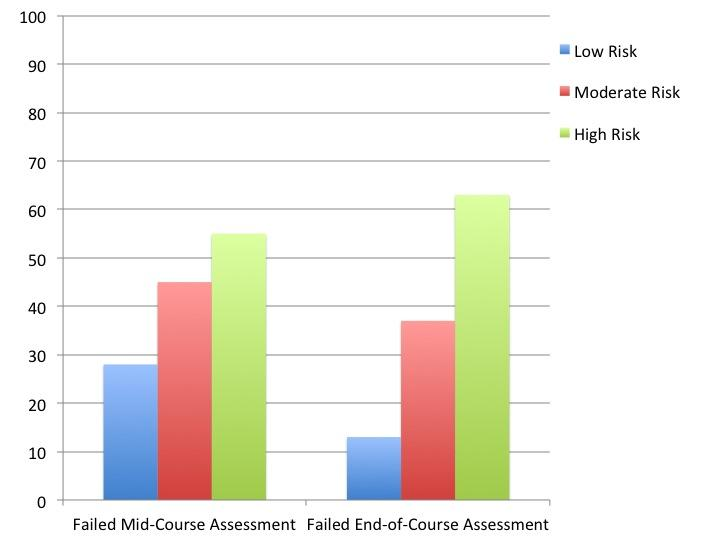 100
90
80
70
60
50
40
30
20
10
0
Failed Mid-Course Assessment
Failed End-of-Course Assessment
Low Risk
Moderate Risk
High Risk